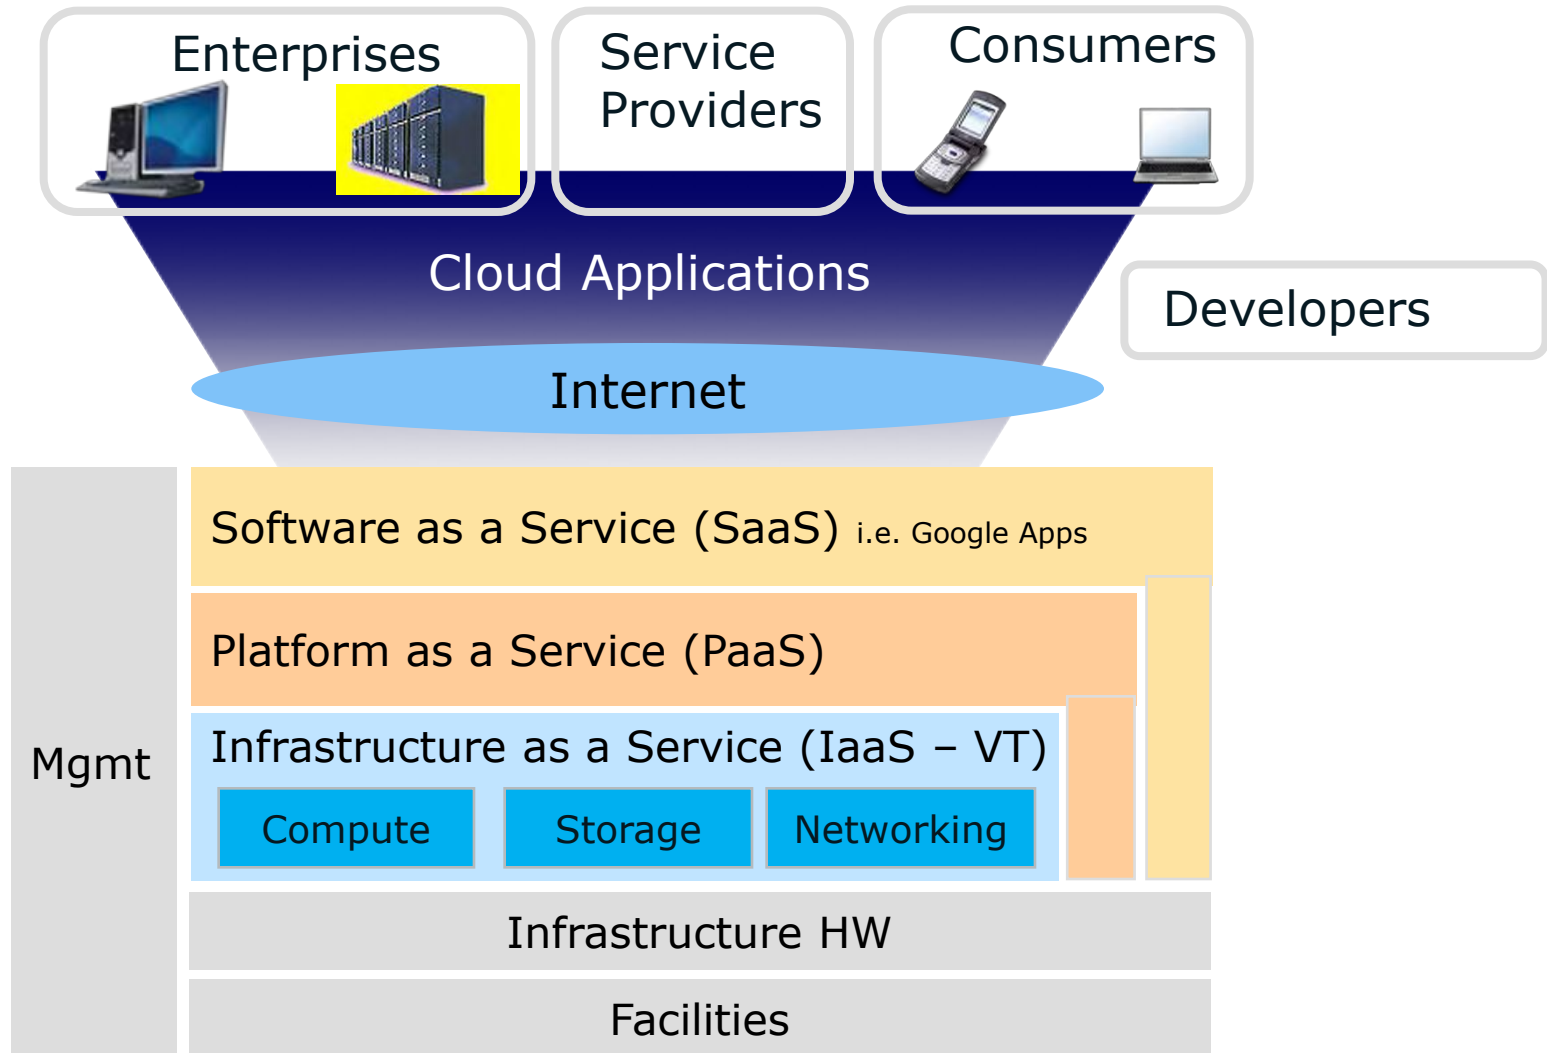 Enterprises
Service
Providers
Consumers
Cloud Applications
Developers
Internet
Software as a Service (SaaS) i.e. Google Apps
Platform as a Service (PaaS)
Infrastructure as a Service (IaaS – VT)
Mgmt
Compute
Storage
Networking
Infrastructure HW
Facilities